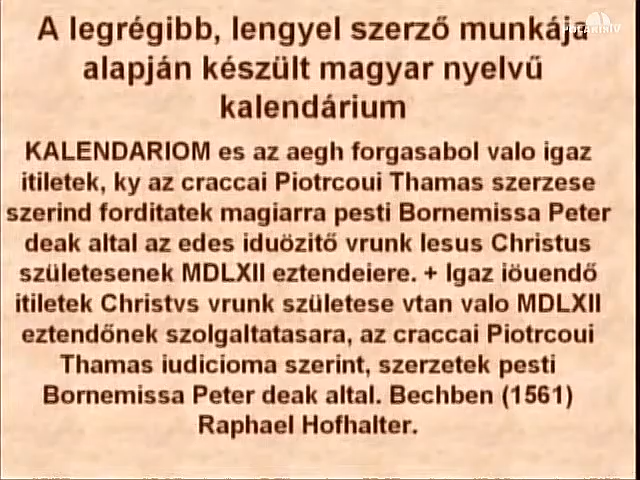 A legrégibb, lengyel szerző munkája
alapján készült magyar nyelvű
kalendárium
KALENDARIOM es az aegh forgasabol valo igaz
itiletek, ky az craccai Piotrcoui Thamas szerzese
szerind forditatek magiarra pesti Bornemissa Peter
deak altal az edes iduözitő vrunk Iesus Christus
születesenek MDLXII eztendeiere. + Igaz iöuendő
itiletek Christvs vrunk születese vtan valo MDLXII
eztendőnek szolgaltatasara, az craccai Piotrcoui
Thamas iudicioma szerint, szerzetek pesti
Bornemissa Peter deak altal. Bechben (1561)
Raphael Hofhalter.